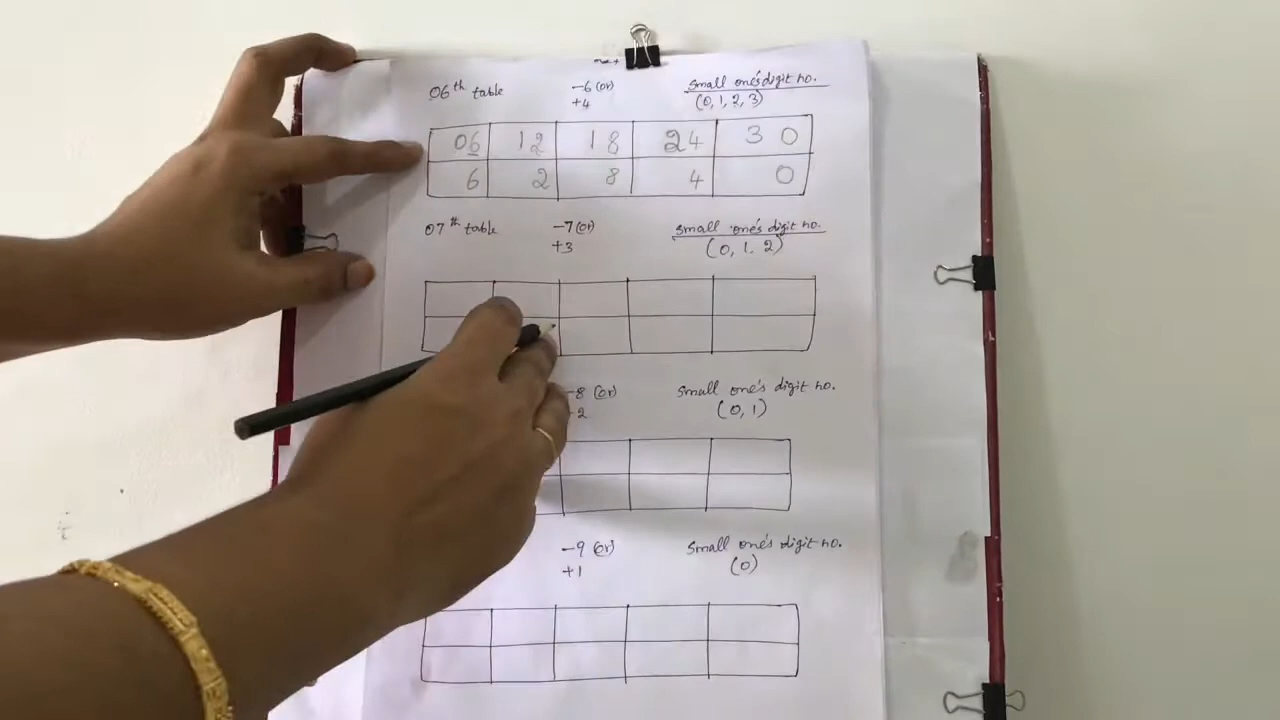 06th table -6 (or) Small one's digit no.
+4 (0, 1, 2, 3)
06 12 18 24 30
6 2 8 4 0
07th table -7 (or) Small one's digit no.
+3 (0, 1. 2)
-8 (or) Small one's digit no.
2 (0, 1)
-9 (or) Small one's digit no.
+1 (0)